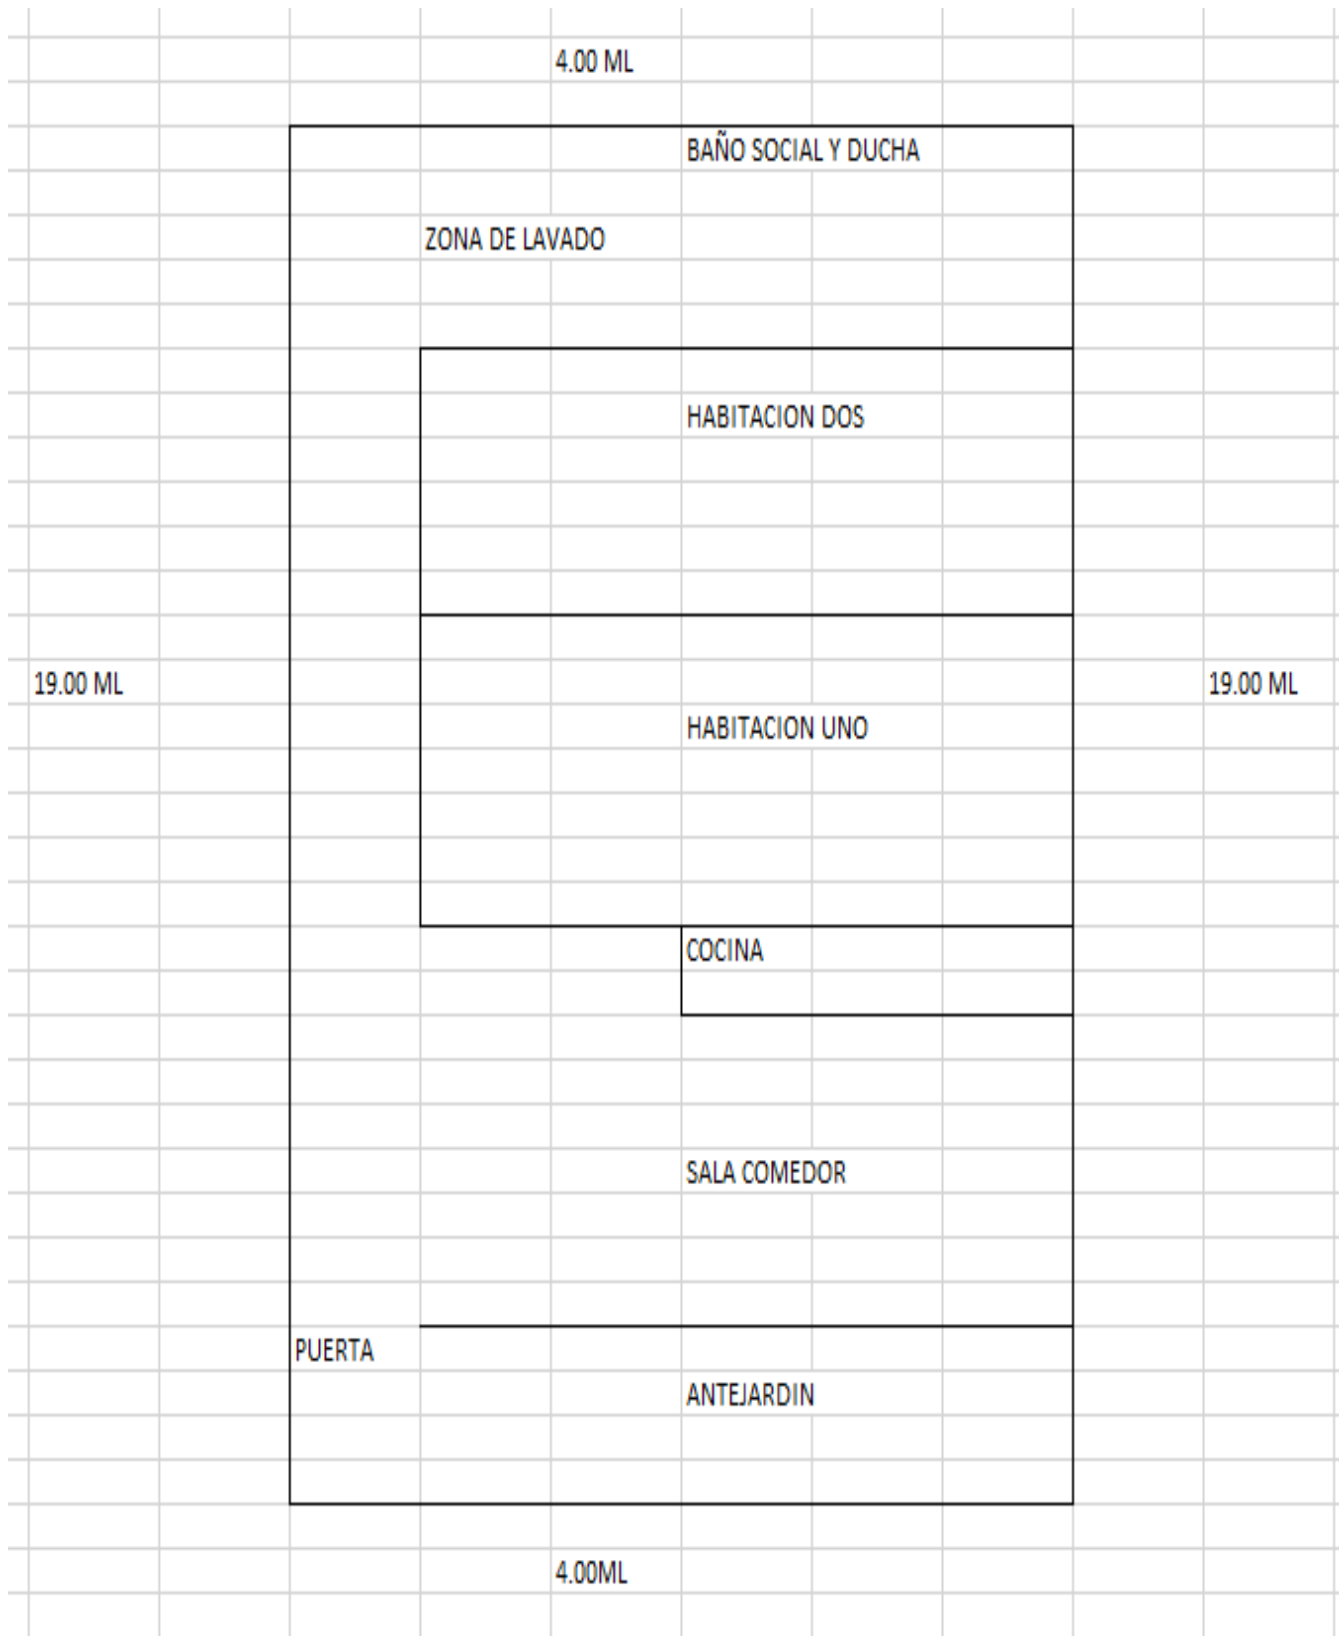 4.00 ML
BAÑO SOCIAL Y DUCHA
ZONA DE LAVADO
HABITACION DOS
19.00 ML
19.00 ML
HABITACION UNO
COCINA
SALA COMEDOR
PUERTA
ANTEJARDIN
4.00ML